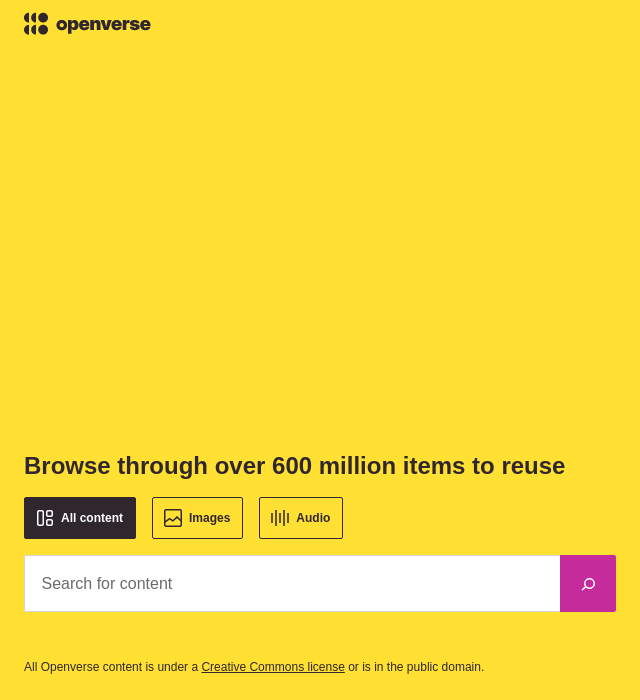 openverse
Browse through over 600 million items to reuse
All content
Images
Audio
Search for content
All Openverse content is under a Creative Commons license or is in the public domain.